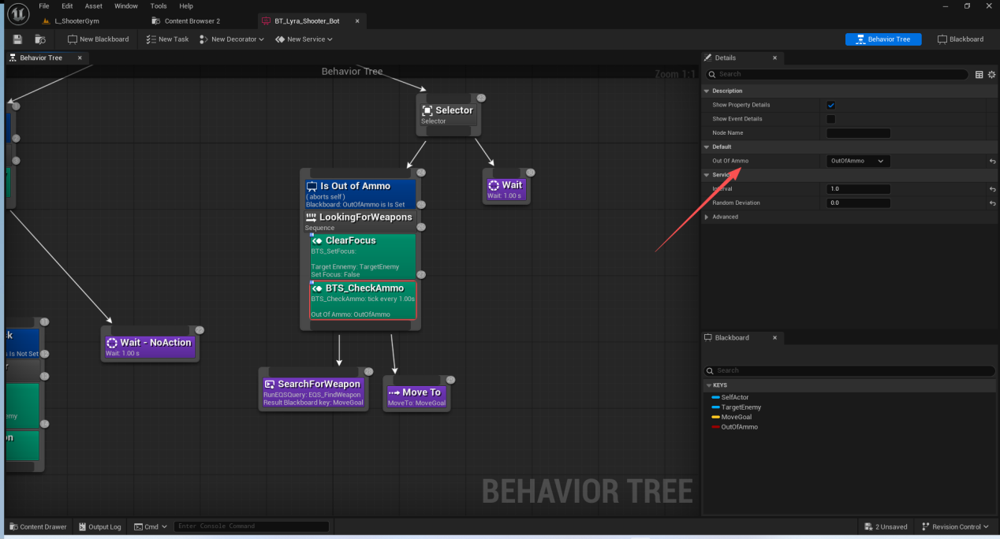 File Edit Asset Window Tools Help
L_ShooterGym Content Browser 2 BT_Lyra_Shooter_Bot
New Blackboard New Task New Decorator New Service Behavior Tree Blackboard
Behavior Tree
Behavior Tree
Zoom 1:1
Selector
Selector
Is Out of Ammo
( aborts self )
Blackboard: OutOfAmmo is Is Set
LookingForWeapons
Sequence
ClearFocus
BTS_SetFocus:
Target Ennemy: TargetEnemy
Set Focus: False
BTS_CheckAmmo
BTS_CheckAmmo: tick every 1.00s
Out Of Ammo: OutOfAmmo
Wait
Wait: 1.00 s
k
s Is Not Set
r
emy
on
Wait - NoAction
Wait: 1.00 s
SearchForWeapon
RunEQSQuery: EQS_FindWeapon
Result Blackboard key: MoveGoal
Move To
MoveTo: MoveGoal
BEHAVIOR TREE
Details
Search
Description
Show Property Details
Show Event Details
Node Name
Default
Out Of Ammo OutOfAmmo
Service
Interval 1.0
Random Deviation 0.0
Advanced
Blackboard
Search
KEYS
SelfActor
TargetEnemy
MoveGoal
OutOfAmmo
Content Drawer Output Log Cmd Enter Console Command 2 Unsaved Revision Control